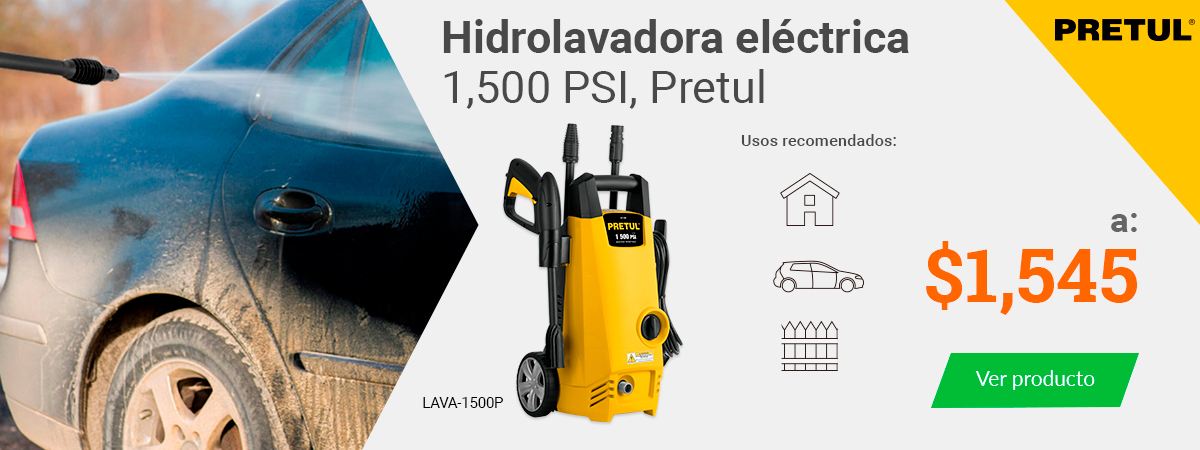 Hidrolavadora eléctrica
1,500 PSI, Pretul
PRETUL®
Usos recomendados:
PRETUL
1 500 PSI
a:
$1,545
Ver producto
LAVA-1500P